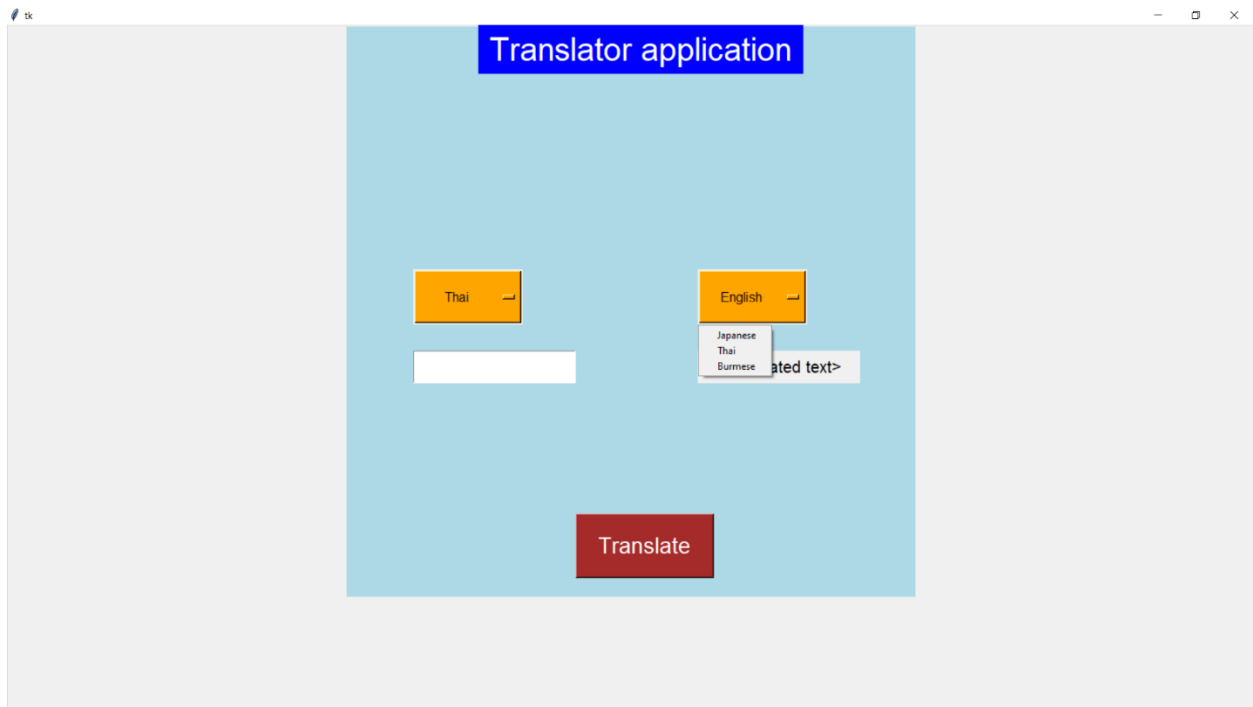 tk
Translator application
Thai
English
Japanese
Thai
Burmese
ated text>
Translate